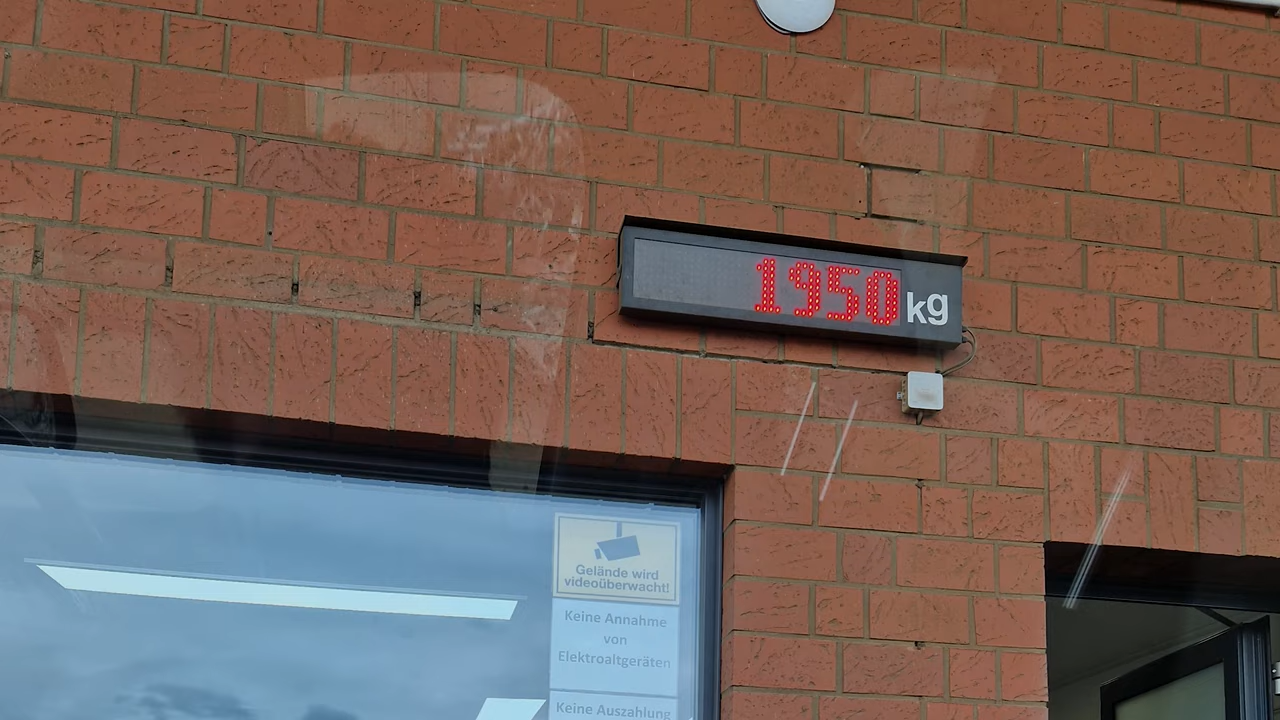 1950 kg
Gelände wird
videoüberwacht!
Keine Annahme
von
Elektroaltgeräten
Keine Auszahlung